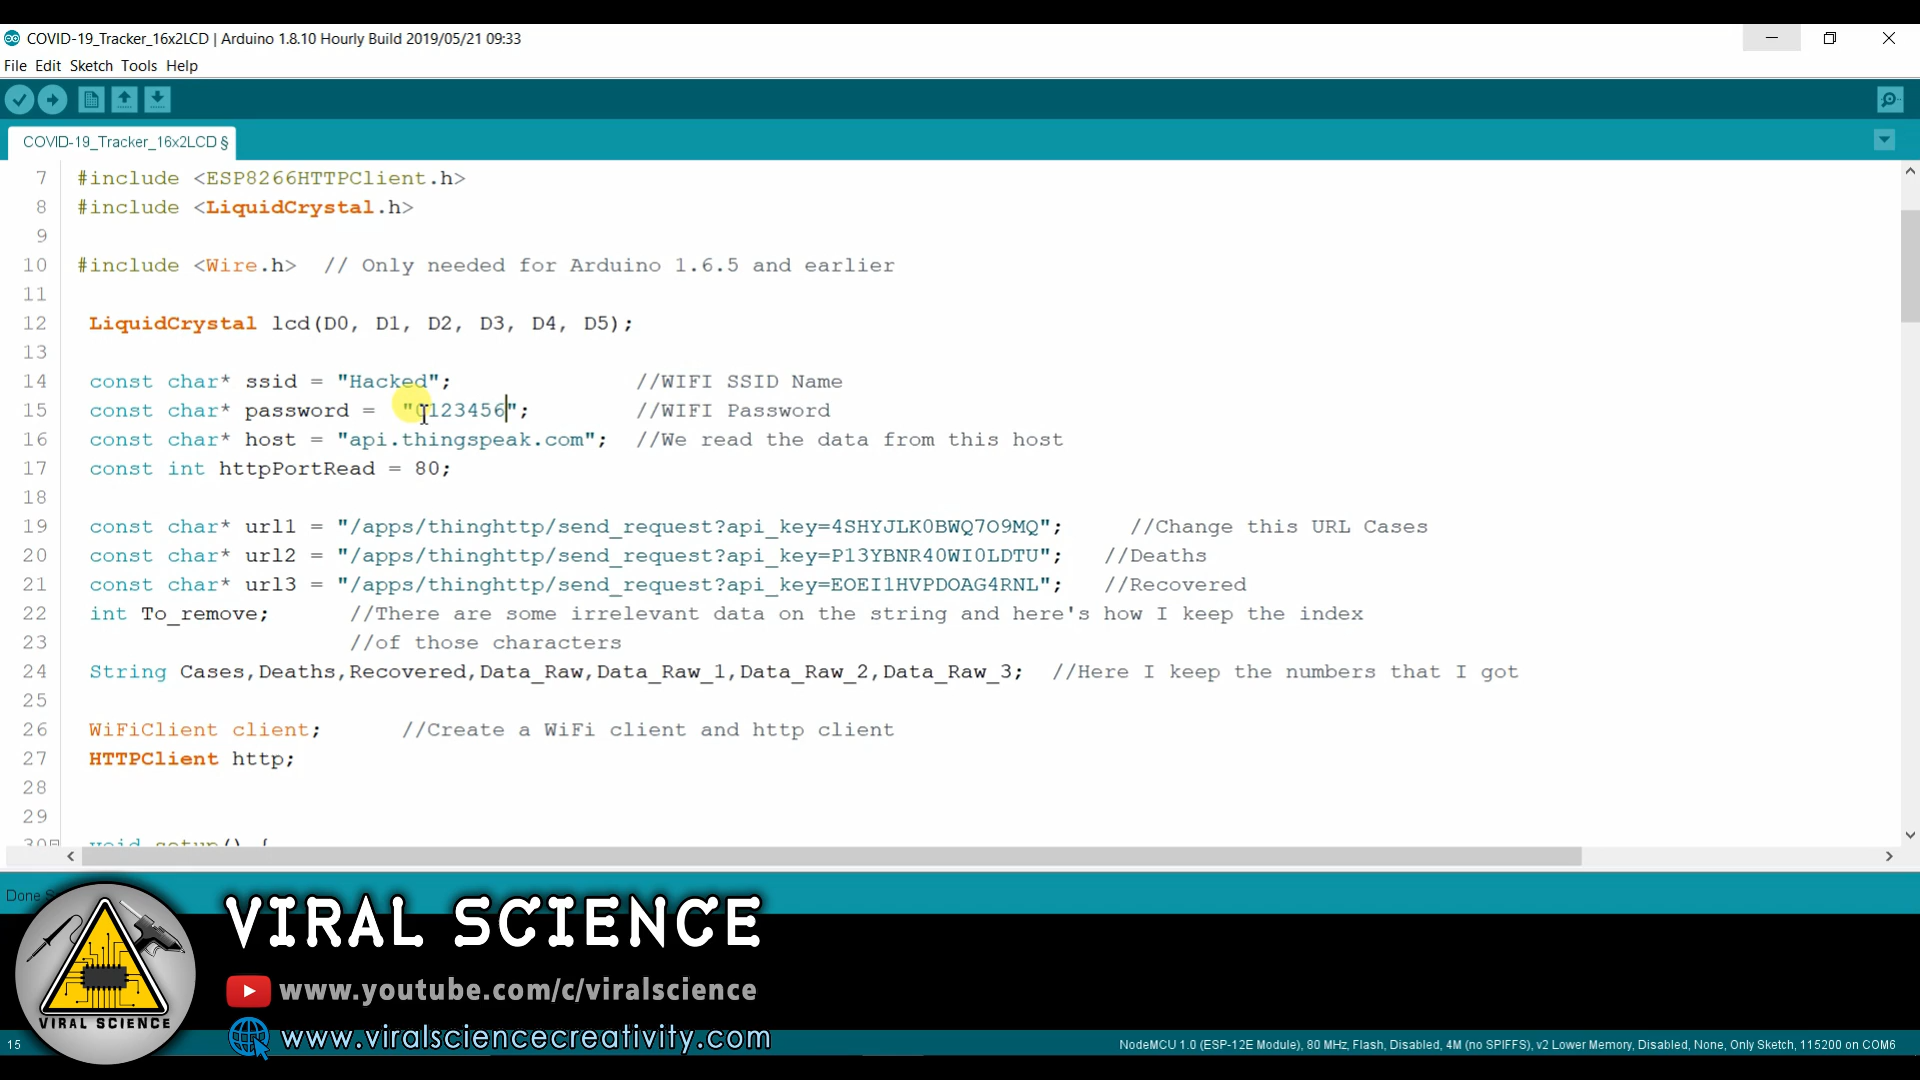 COVID-19_Tracker_16x2LCD | Arduino 1.8.10 Hourly Build 2019/05/21 09:33
File Edit Sketch Tools Help
COVID-19_Tracker_16x2LCD §
7 #include <ESP8266HTTPClient.h>
8 #include <LiquidCrystal.h>
9
10 #include <Wire.h> // Only needed for Arduino 1.6.5 and earlier
11
12 LiquidCrystal lcd(D0, D1, D2, D3, D4, D5);
13
14 const char* ssid = "Hacked"; //WIFI SSID Name
15 const char* password = "0123456"; //WIFI Password
16 const char* host = "api.thingspeak.com"; //We read the data from this host
17 const int httpPortRead = 80;
18
19 const char* url1 = "/apps/thinghttp/send_request?api_key=4SHYJLK0BWQ7O9MQ"; //Change this URL Cases
20 const char* url2 = "/apps/thinghttp/send_request?api_key=P13YBNR40WI0LDTU"; //Deaths
21 const char* url3 = "/apps/thinghttp/send_request?api_key=EOEI1HVPDOAG4RNL"; //Recovered
22 int To_remove; //There are some irrelevant data on the string and here's how I keep the index
23 //of those characters
24 String Cases,Deaths,Recovered,Data_Raw,Data_Raw_1,Data_Raw_2,Data_Raw_3; //Here I keep the numbers that I got
25
26 WiFiClient client; //Create a WiFi client and http client
27 HTTPClient http;
28
29
30 void setup() {
Done
VIRAL SCIENCE
www.youtube.com/c/viralscience
VIRAL SCIENCE
www.viralsciencecreativity.com
15 NodeMCU 1.0 (ESP-12E Module), 80 MHz, Flash, Disabled, 4M (no SPIFFS), v2 Lower Memory, Disabled, None, Only Sketch, 115200 on COM6